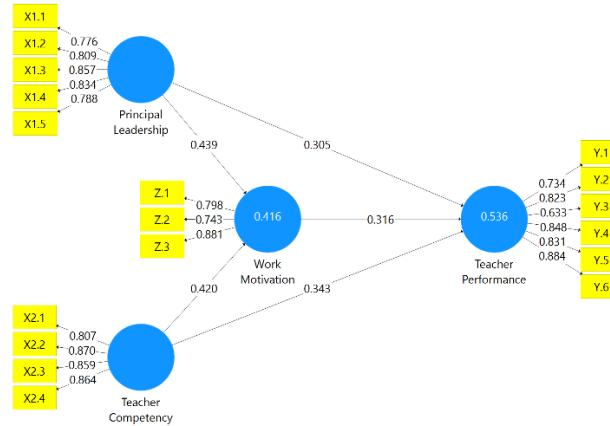 X1.1
X1.2
X1.3
X1.4
X1.5
0.776
0.809
0.857
0.834
0.788
Principal
Leadership
0.439
0.305
Z.1
Z.2
Z.3
0.798
0.743
0.881
0.416
Work
Motivation
0.316
0.536
Teacher
Performance
0.734
0.823
0.633
0.848
0.831
0.884
Y.1
Y.2
Y.3
Y.4
Y.5
Y.6
0.420
0.343
X2.1
X2.2
X2.3
X2.4
0.807
0.870
0.859
0.864
Teacher
Competency